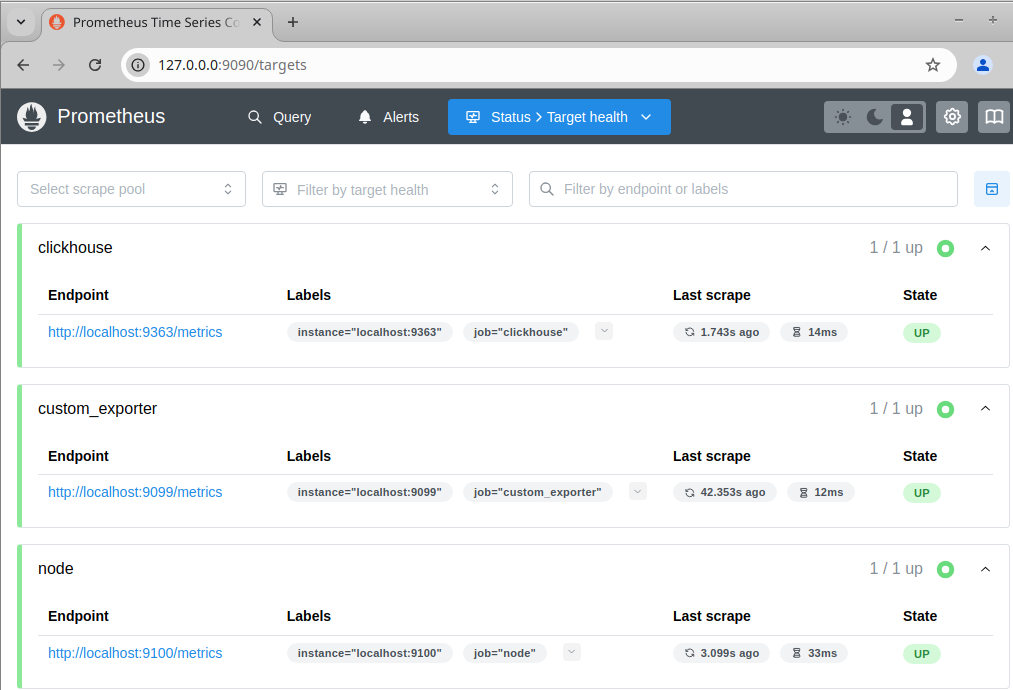 Prometheus Time Series Co
127.0.0.0:9090/targets
Prometheus Query Alerts Status > Target health
Select scrape pool Filter by target health Filter by endpoint or labels
clickhouse 1 / 1 up
Endpoint Labels Last scrape State
http://localhost:9363/metrics instance="localhost:9363" job="clickhouse" 1.743s ago 14ms UP
custom_exporter 1 / 1 up
Endpoint Labels Last scrape State
http://localhost:9099/metrics instance="localhost:9099" job="custom_exporter" 42.353s ago 12ms UP
node 1 / 1 up
Endpoint Labels Last scrape State
http://localhost:9100/metrics instance="localhost:9100" job="node" 3.099s ago 33ms UP